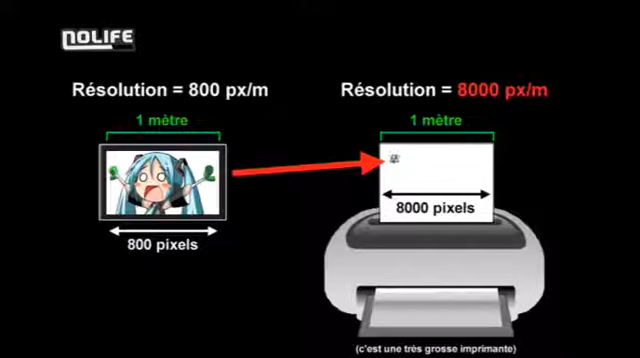 NOLIFE
Résolution = 800 px/m
1 mètre
800 pixels
Résolution = 8000 px/m
1 mètre
8000 pixels
(c'est une très grosse imprimante)